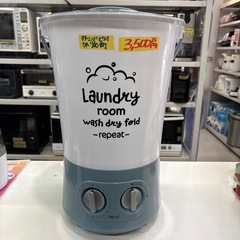 3,500円
Laundry
room
wash dry fold
-repeat-